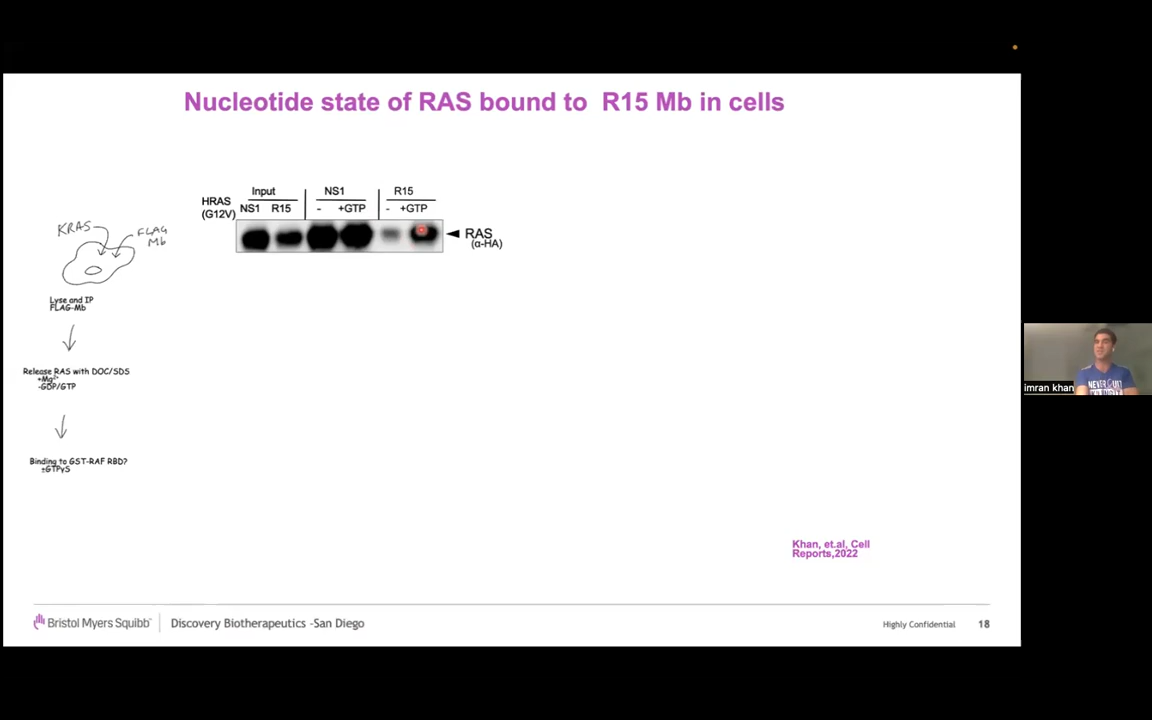 Nucleotide state of RAS bound to R15 Mb in cells
Input NS1 R15
HRAS
(G12V) NS1 R15 - +GTP - +GTP
RAS
(α-HA)
KRAS
FLAG
Mb
Lyse and IP
FLAG-Mb
Release RAS with DOC/SDS
+Mg²⁺
-GDP/GTP
Binding to GST-RAF RBD?
±GTPγS
Khan, et.al, Cell
Reports,2022
Bristol Myers Squibb | Discovery Biotherapeutics -San Diego
Highly Confidential 18
imran khan
NEVER QUIT